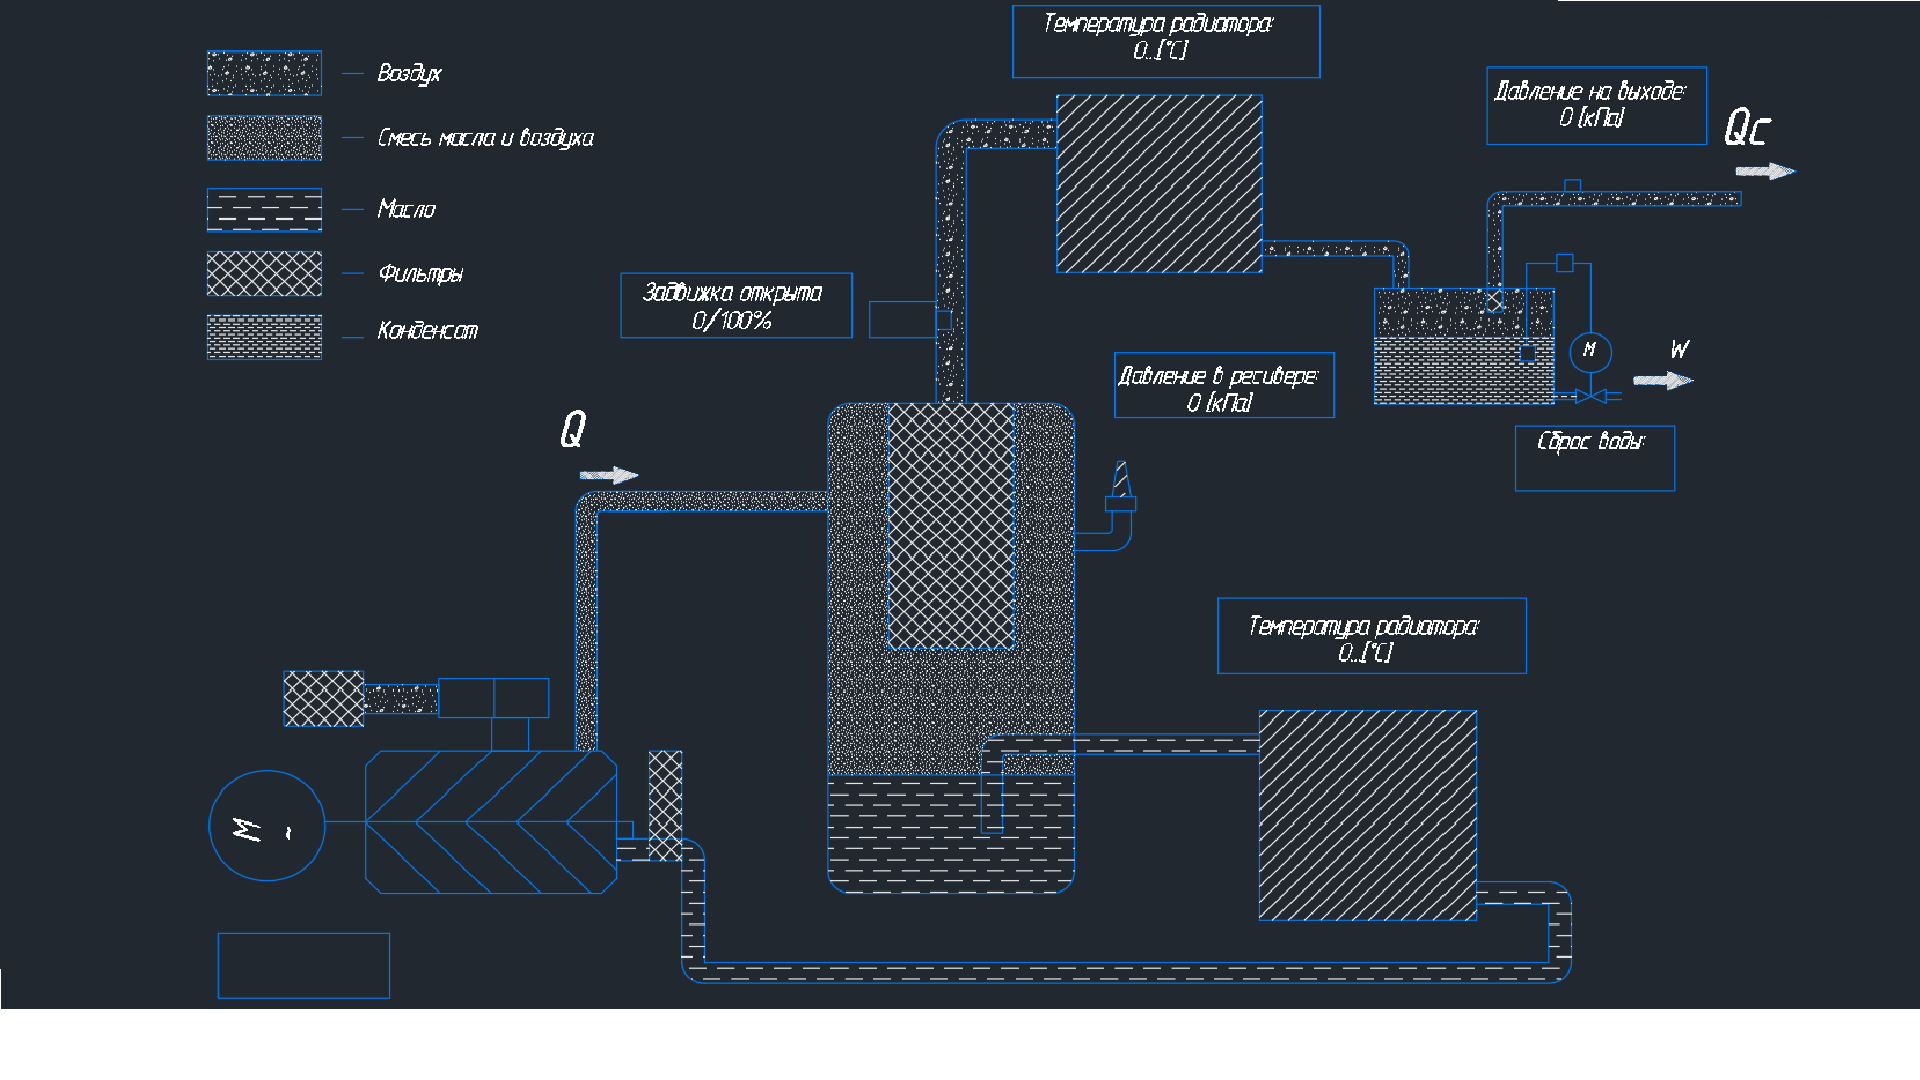 Температура радиатора:
0...[°C]
Воздух
Давление на выходе:
0 (кПа)
Qc
Смесь масла и воздуха
Масло
Фильтры
Задвижка открыта
0/100%
Конденсат
M
W
Давление в ресивере:
0 (кПа)
Q
Сброс воды:
Температура радиатора:
0...[°C]
M ~